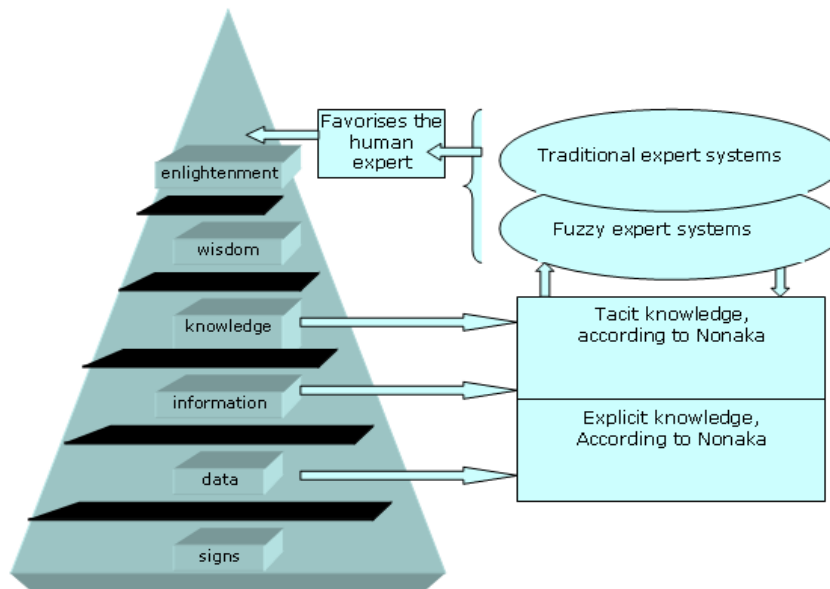 Favorises the
human
expert
Traditional expert systems
Fuzzy expert systems
enlightenment
wisdom
knowledge
information
data
signs
Tacit knowledge,
according to Nonaka
Explicit knowledge,
According to Nonaka